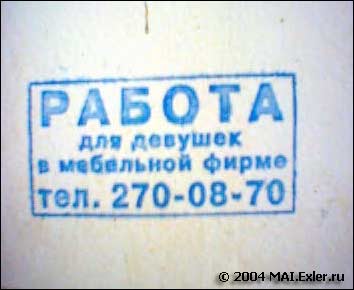 РАБОТА
для девушек
в мебельной фирме
тел. 270-08-70
© 2004 MAI.Exler.ru